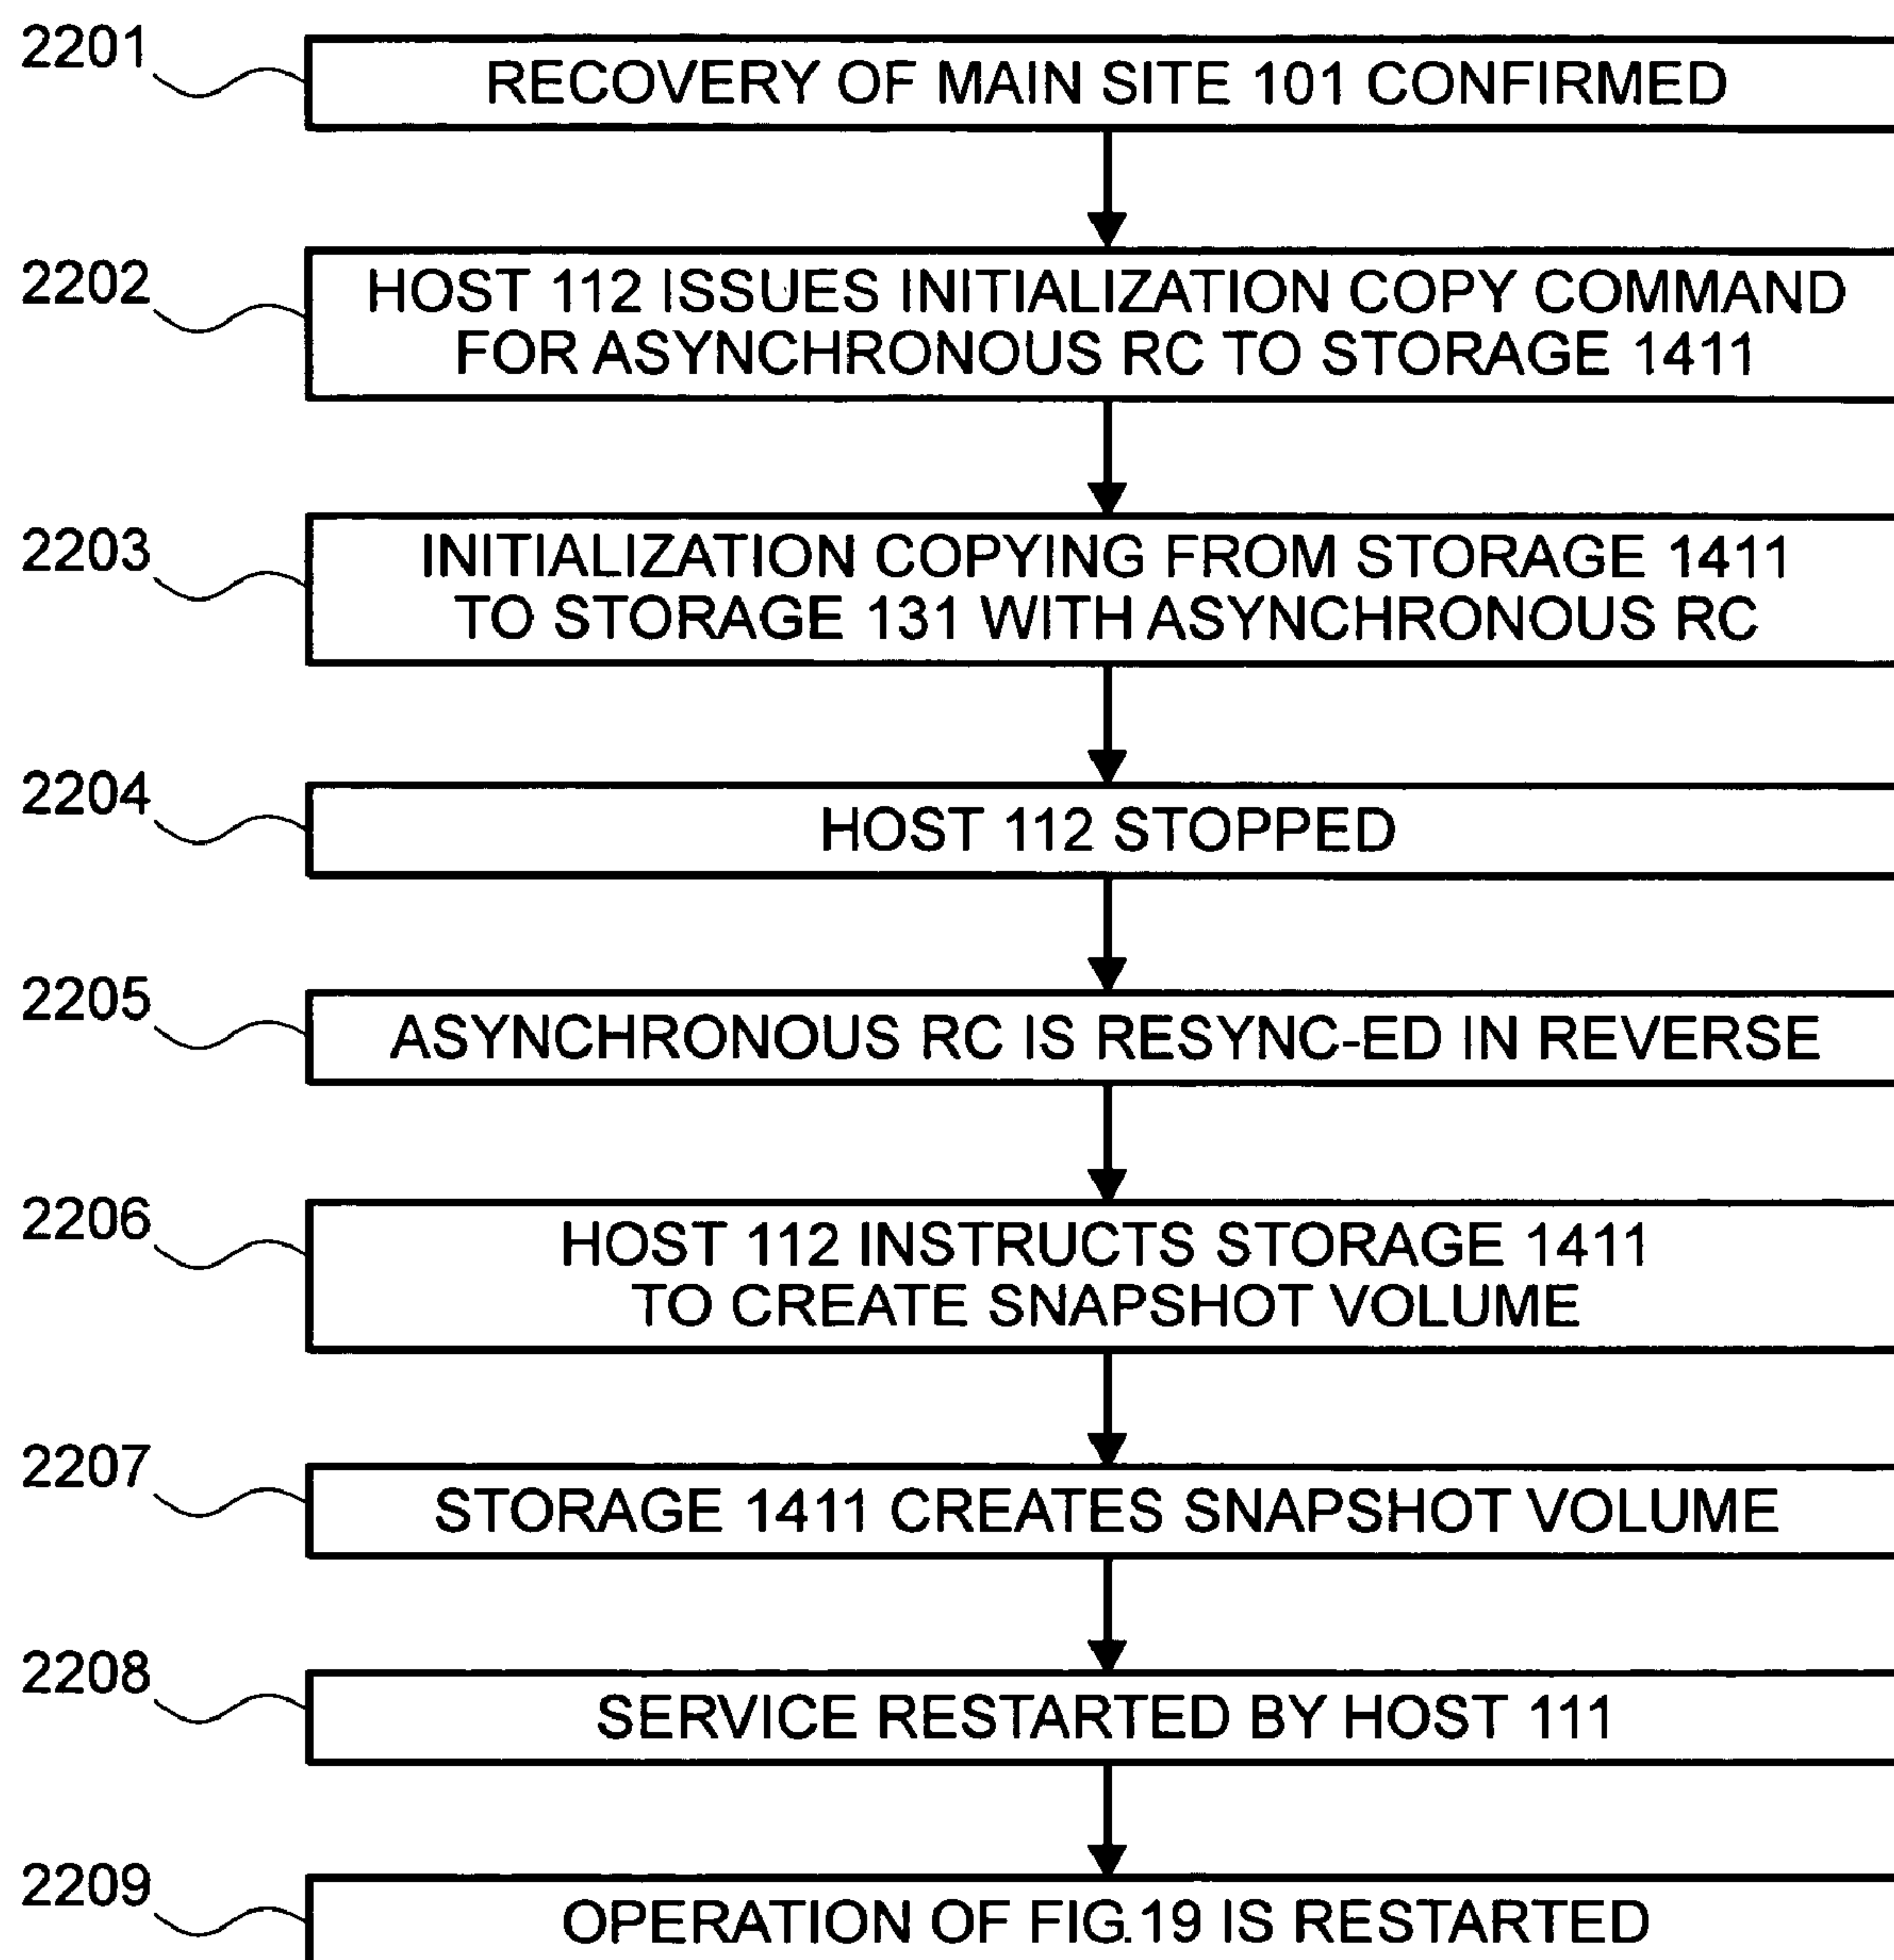 2201
RECOVERY OF MAIN SITE 101 CONFIRMED
2202
HOST 112 ISSUES INITIALIZATION COPY COMMAND
FOR ASYNCHRONOUS RC TO STORAGE 1411
2203
INITIALIZATION COPYING FROM STORAGE 1411
TO STORAGE 131 WITH ASYNCHRONOUS RC
2204
HOST 112 STOPPED
2205
ASYNCHRONOUS RC IS RESYNC-ED IN REVERSE
2206
HOST 112 INSTRUCTS STORAGE 1411
TO CREATE SNAPSHOT VOLUME
2207
STORAGE 1411 CREATES SNAPSHOT VOLUME
2208
SERVICE RESTARTED BY HOST 111
2209
OPERATION OF FIG.19 IS RESTARTED